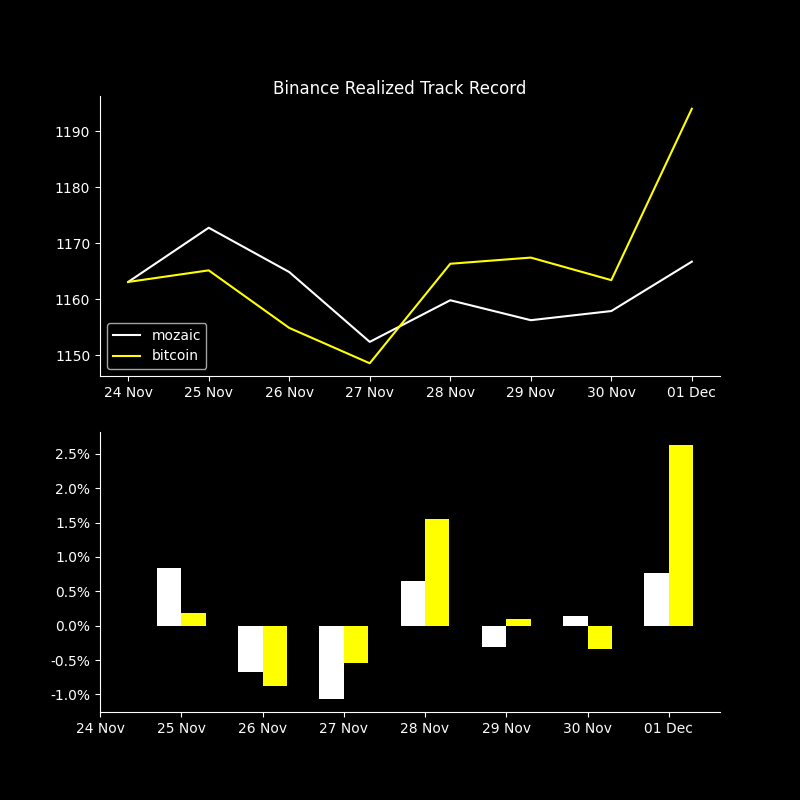 Binance Realized Track Record
1190
1180
1170
1160
1150
mozaic
bitcoin
24 Nov 25 Nov 26 Nov 27 Nov 28 Nov 29 Nov 30 Nov 01 Dec
2.5%
2.0%
1.5%
1.0%
0.5%
0.0%
-0.5%
-1.0%
24 Nov 25 Nov 26 Nov 27 Nov 28 Nov 29 Nov 30 Nov 01 Dec